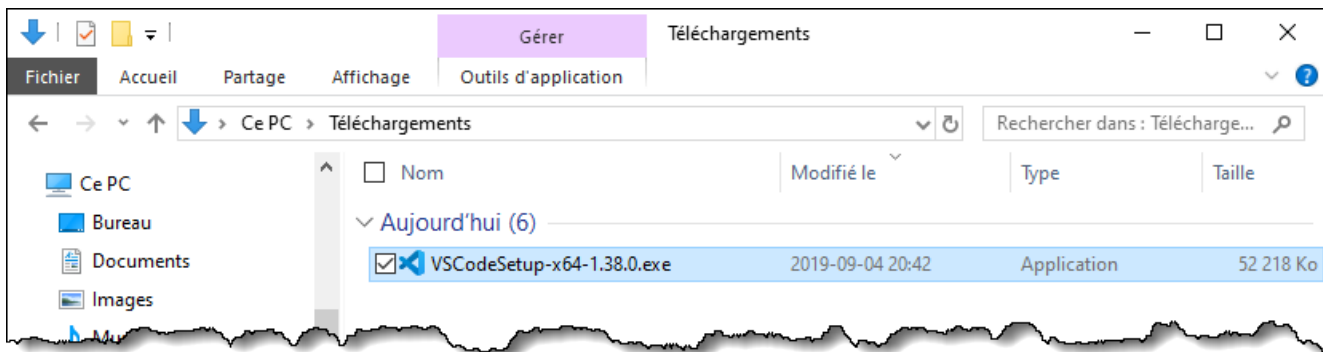 Gérer Téléchargements
Fichier Accueil Partage Affichage Outils d'application
Ce PC > Téléchargements Rechercher dans : Télécharge...
Nom Modifié le Type Taille
Ce PC
Aujourd'hui (6)
Bureau
VSCodeSetup-x64-1.38.0.exe 2019-09-04 20:42 Application 52 218 Ko
Documents
Images